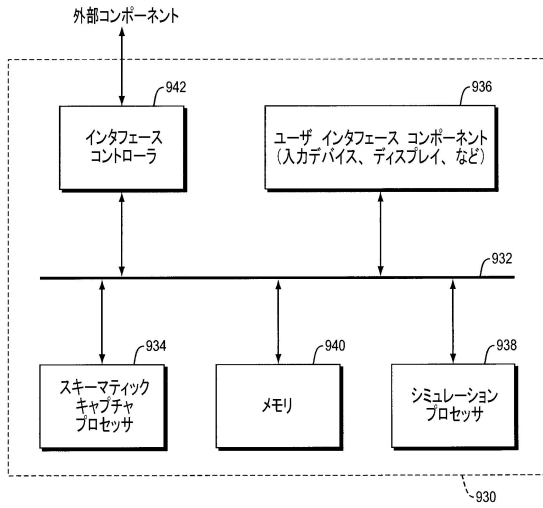 外部コンポーネント
942
インタフェース
コントローラ
936
ユーザ インタフェース コンポーネント
(入力デバイス、ディスプレイ、など)
932
934
スキーマティック
キャプチャ
プロセッサ
940
メモリ
938
シミュレーション
プロセッサ
930